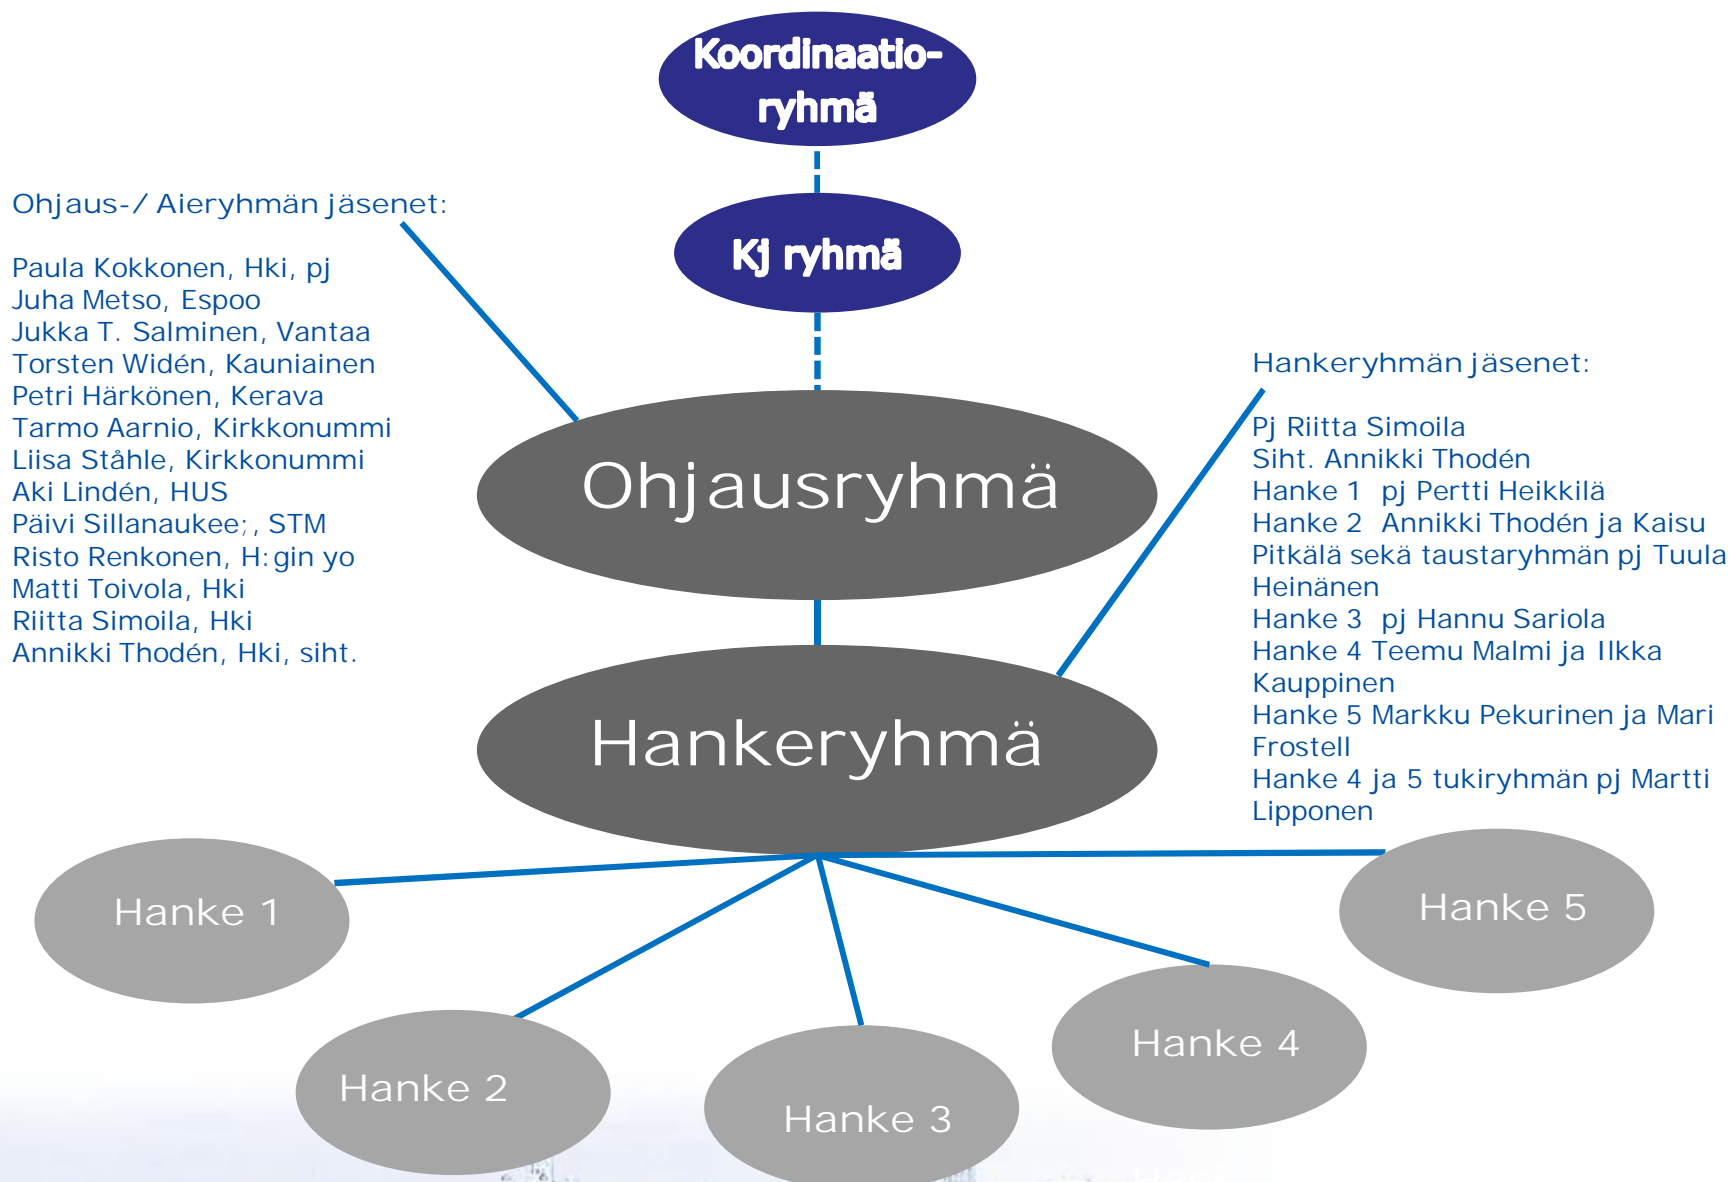 Koordinaatio-
ryhmä
Kj ryhmä
Ohjaus-/ Aieryhmän jäsenet:
Paula Kokkonen, Hki, pj
Juha Metso, Espoo
Jukka T. Salminen, Vantaa
Torsten Widén, Kauniainen
Petri Härkönen, Kerava
Tarmo Aarnio, Kirkkonummi
Liisa Ståhle, Kirkkonummi
Aki Lindén, HUS
Päivi Sillanaukee;, STM
Risto Renkonen, H:gin yo
Matti Toivola, Hki
Riitta Simoila, Hki
Annikki Thodén, Hki, siht.
Ohjausryhmä
Hankeryhmän jäsenet:
Pj Riitta Simoila
Siht. Annikki Thodén
Hanke 1 pj Pertti Heikkilä
Hanke 2 Annikki Thodén ja Kaisu
Pitkälä sekä taustaryhmän pj Tuula
Heinänen
Hanke 3 pj Hannu Sariola
Hanke 4 Teemu Malmi ja Ilkka
Kauppinen
Hanke 5 Markku Pekurinen ja Mari
Frostell
Hanke 4 ja 5 tukiryhmän pj Martti
Lipponen
Hankeryhmä
Hanke 1
Hanke 2
Hanke 3
Hanke 4
Hanke 5